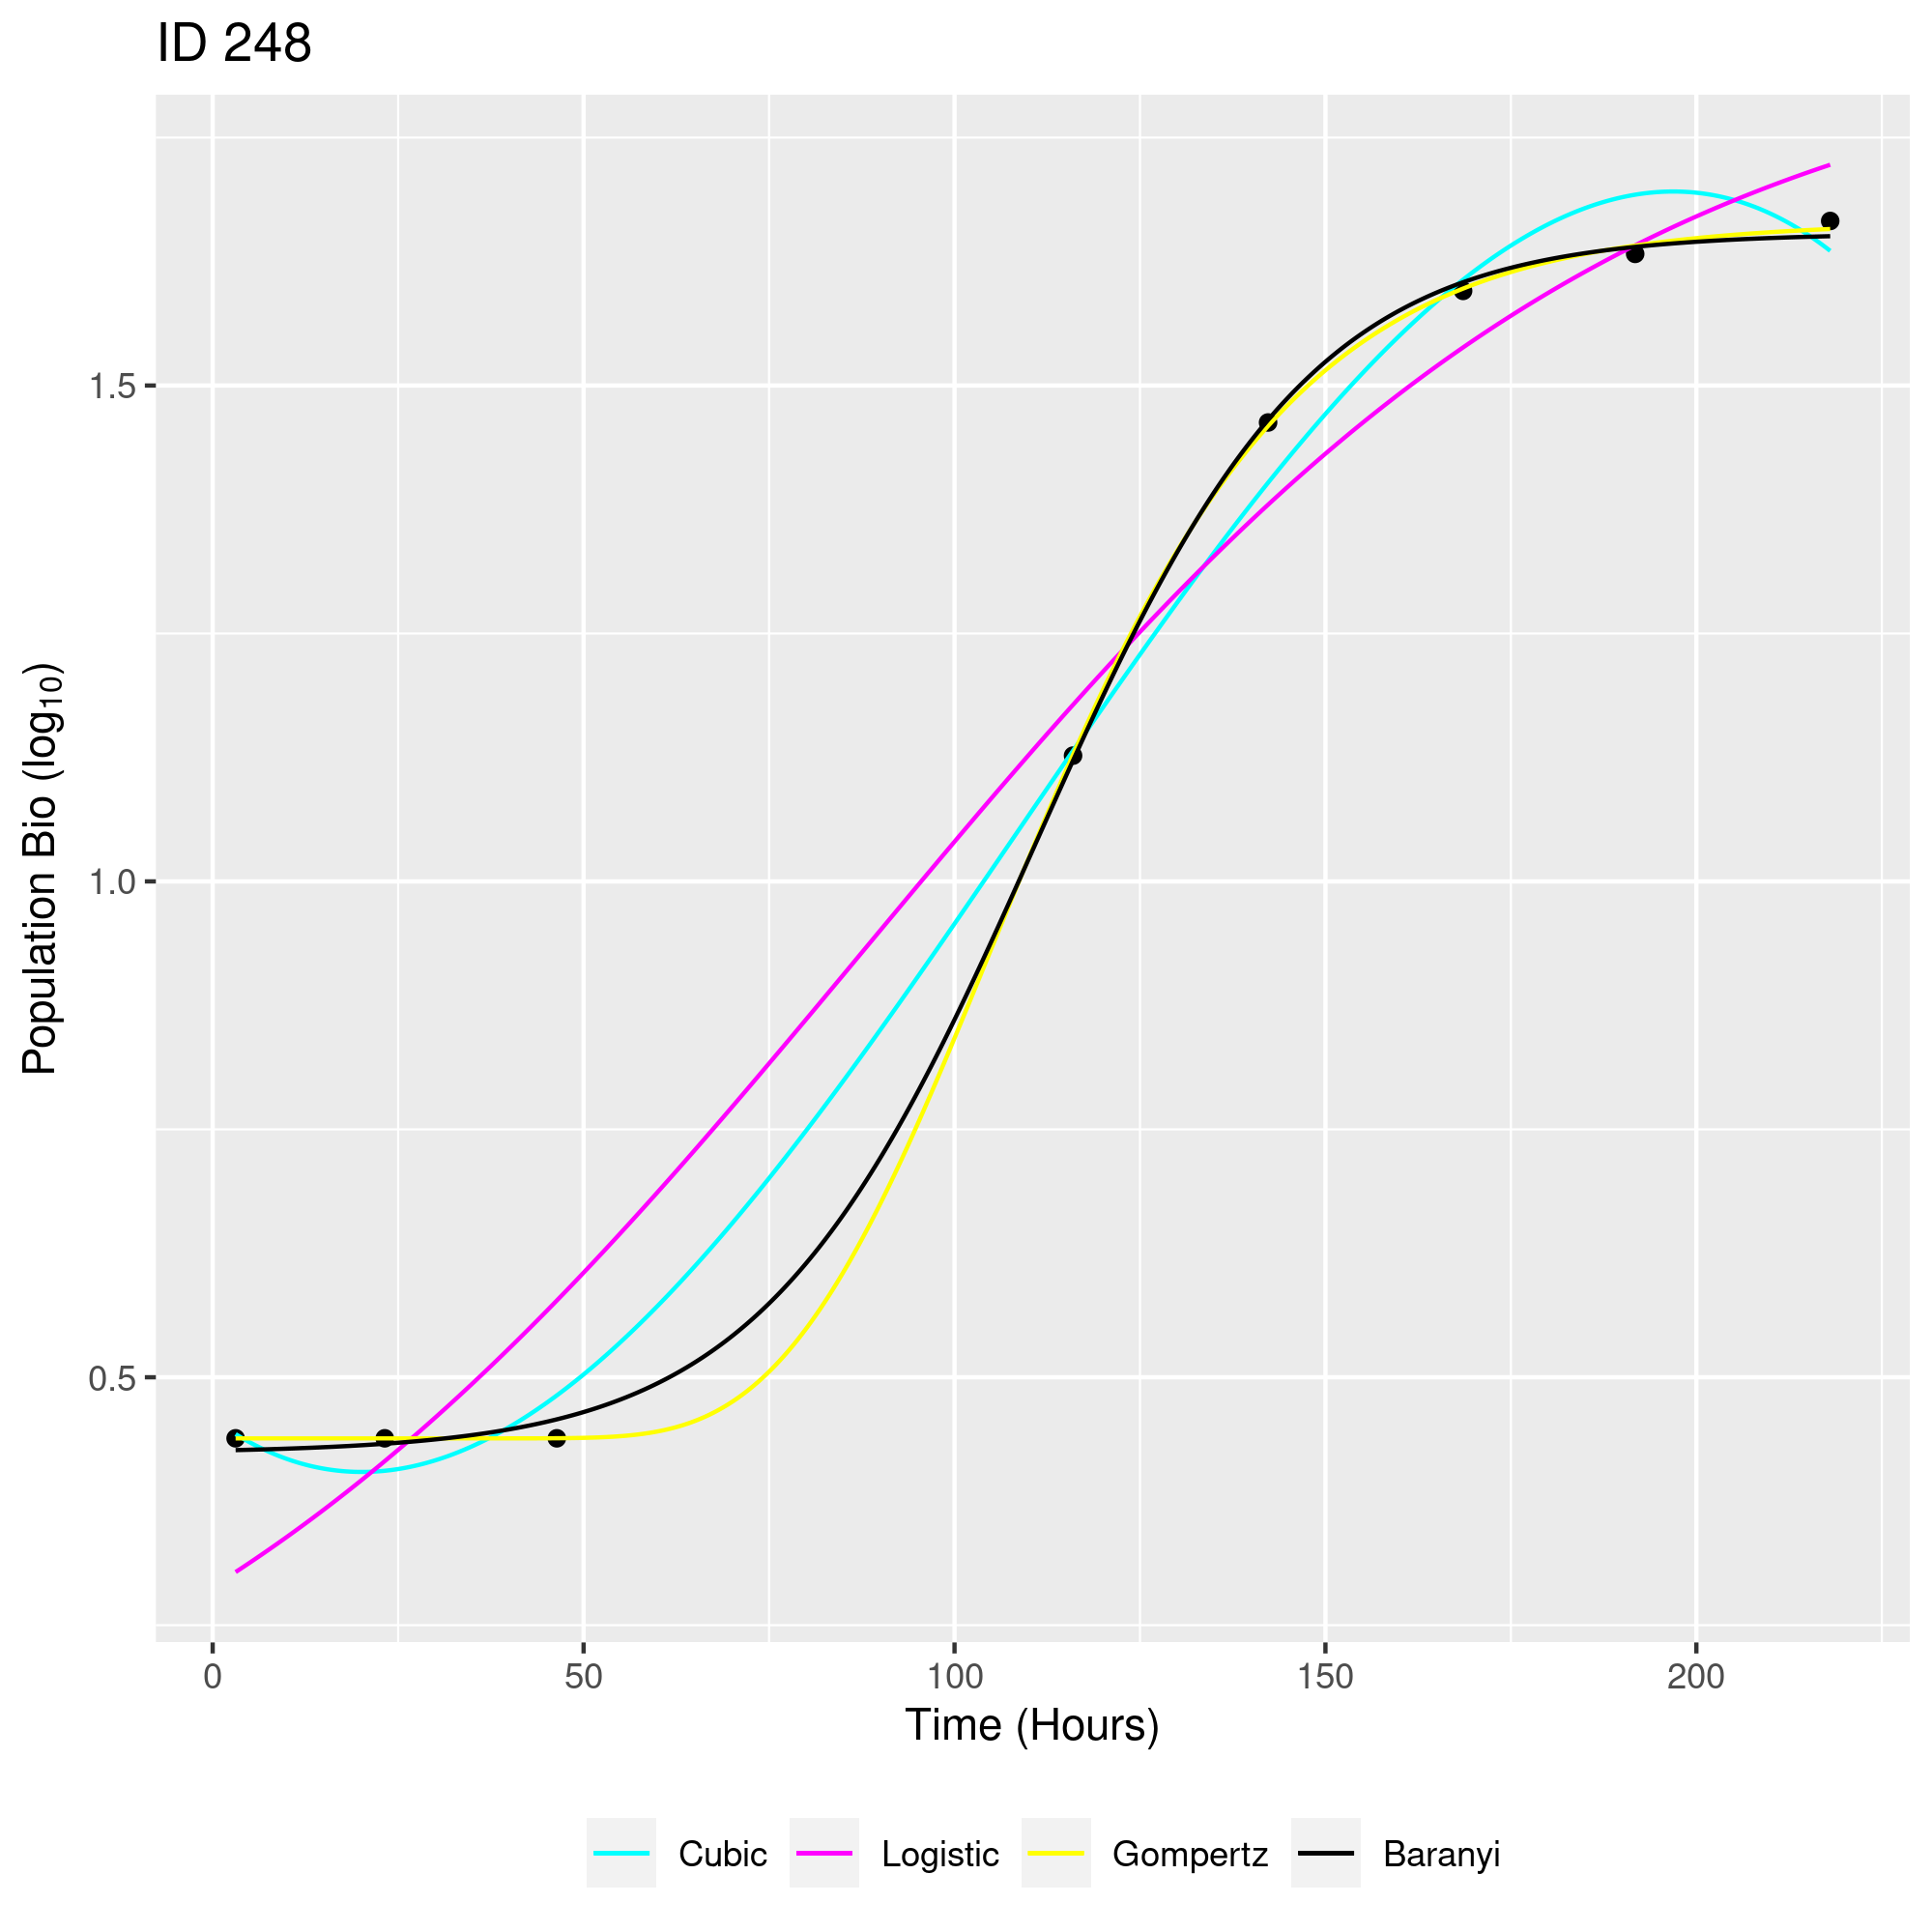 ID 248
Population Bio (log₁₀)
1.5
1.0
0.5
0 50 100 150 200
Time (Hours)
Cubic Logistic Gompertz Baranyi